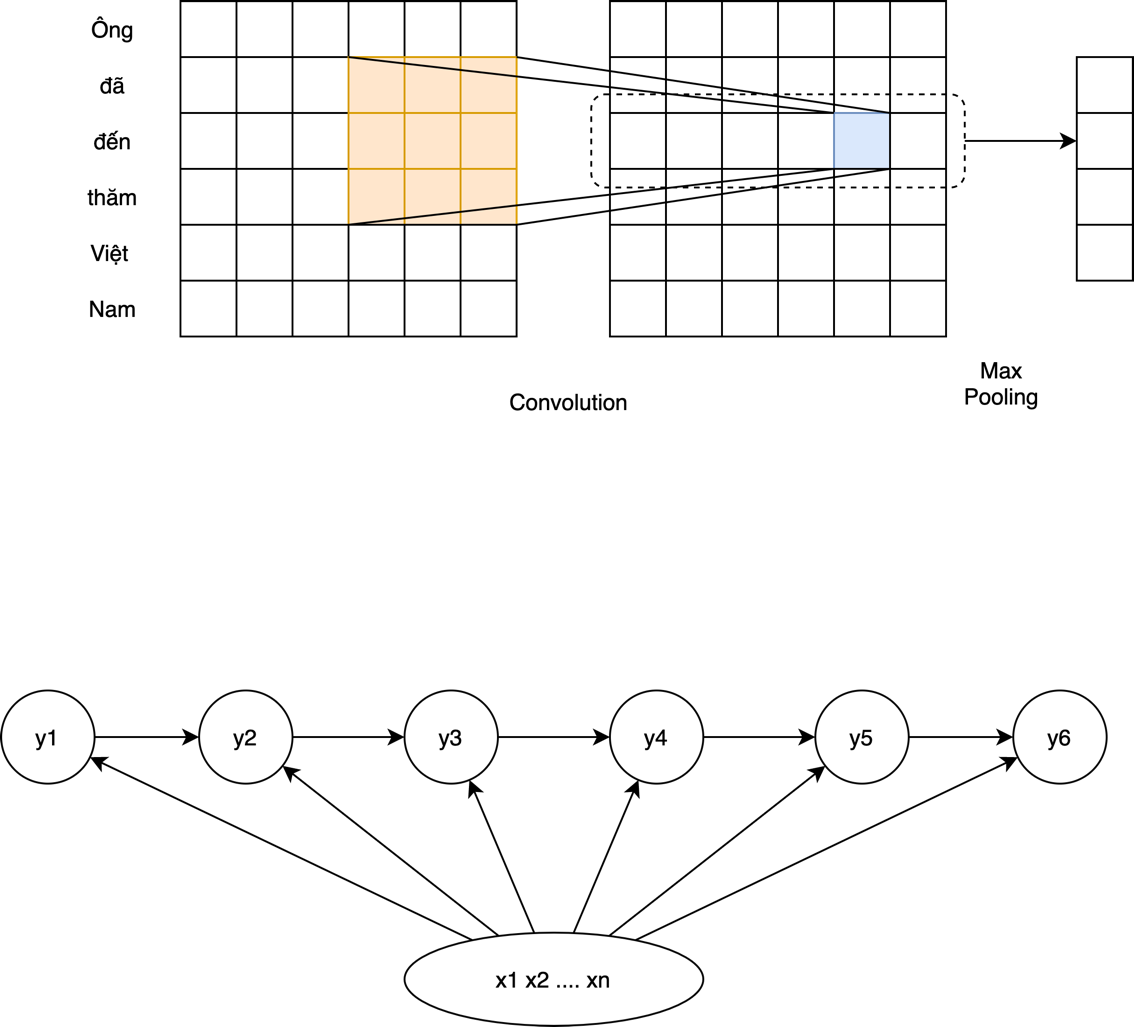 Ông
đã
đến
thăm
Việt
Nam
Convolution
Max
Pooling
y1 y2 y3 y4 y5 y6
x1 x2 .... xn